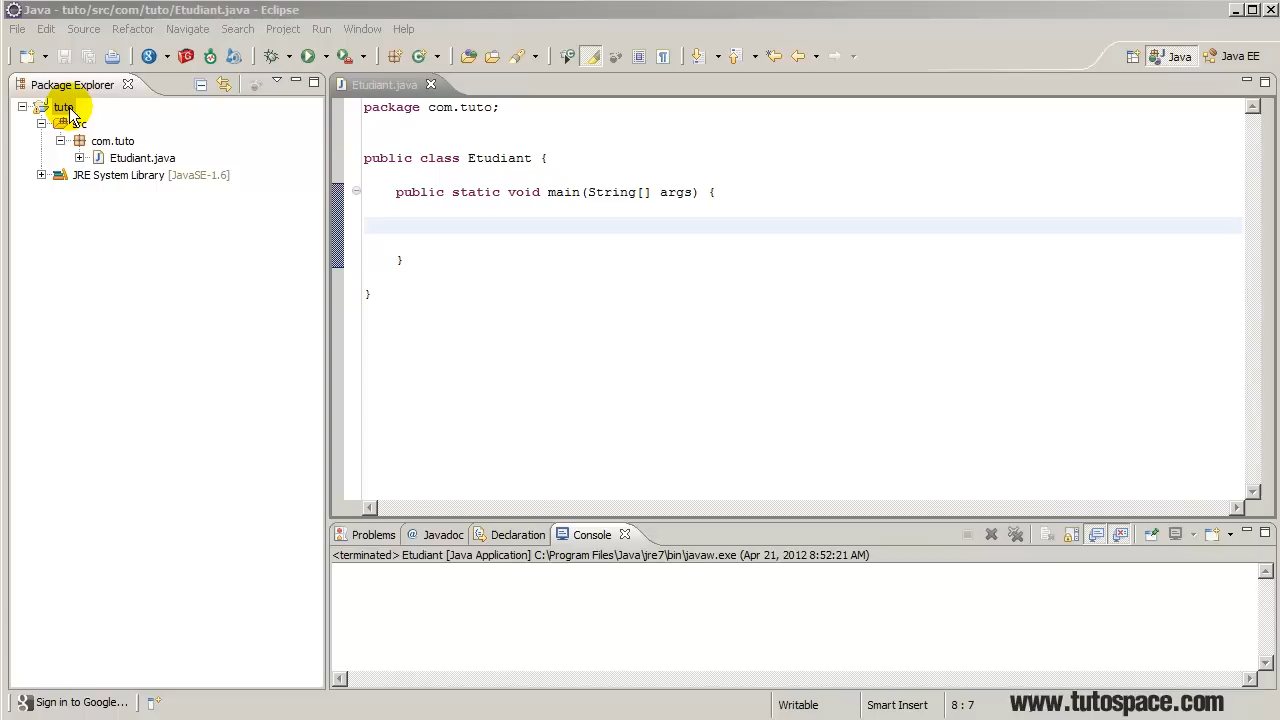 Java - tuto/src/com/tuto/Etudiant.java - Eclipse
File Edit Source Refactor Navigate Search Project Run Window Help
Java Java EE
Package Explorer
Etudiant.java
tuto
src
com.tuto
Etudiant.java
JRE System Library [JavaSE-1.6]
package com.tuto;
public class Etudiant {
public static void main(String[] args) {
}
}
Problems @ Javadoc Declaration Console
<terminated> Etudiant [Java Application] C:\Program Files\Java\jre7\bin\javaw.exe (Apr 21, 2012 8:52:21 AM)
Sign in to Google...
Writable Smart Insert 8 : 7
www.tutospace.com